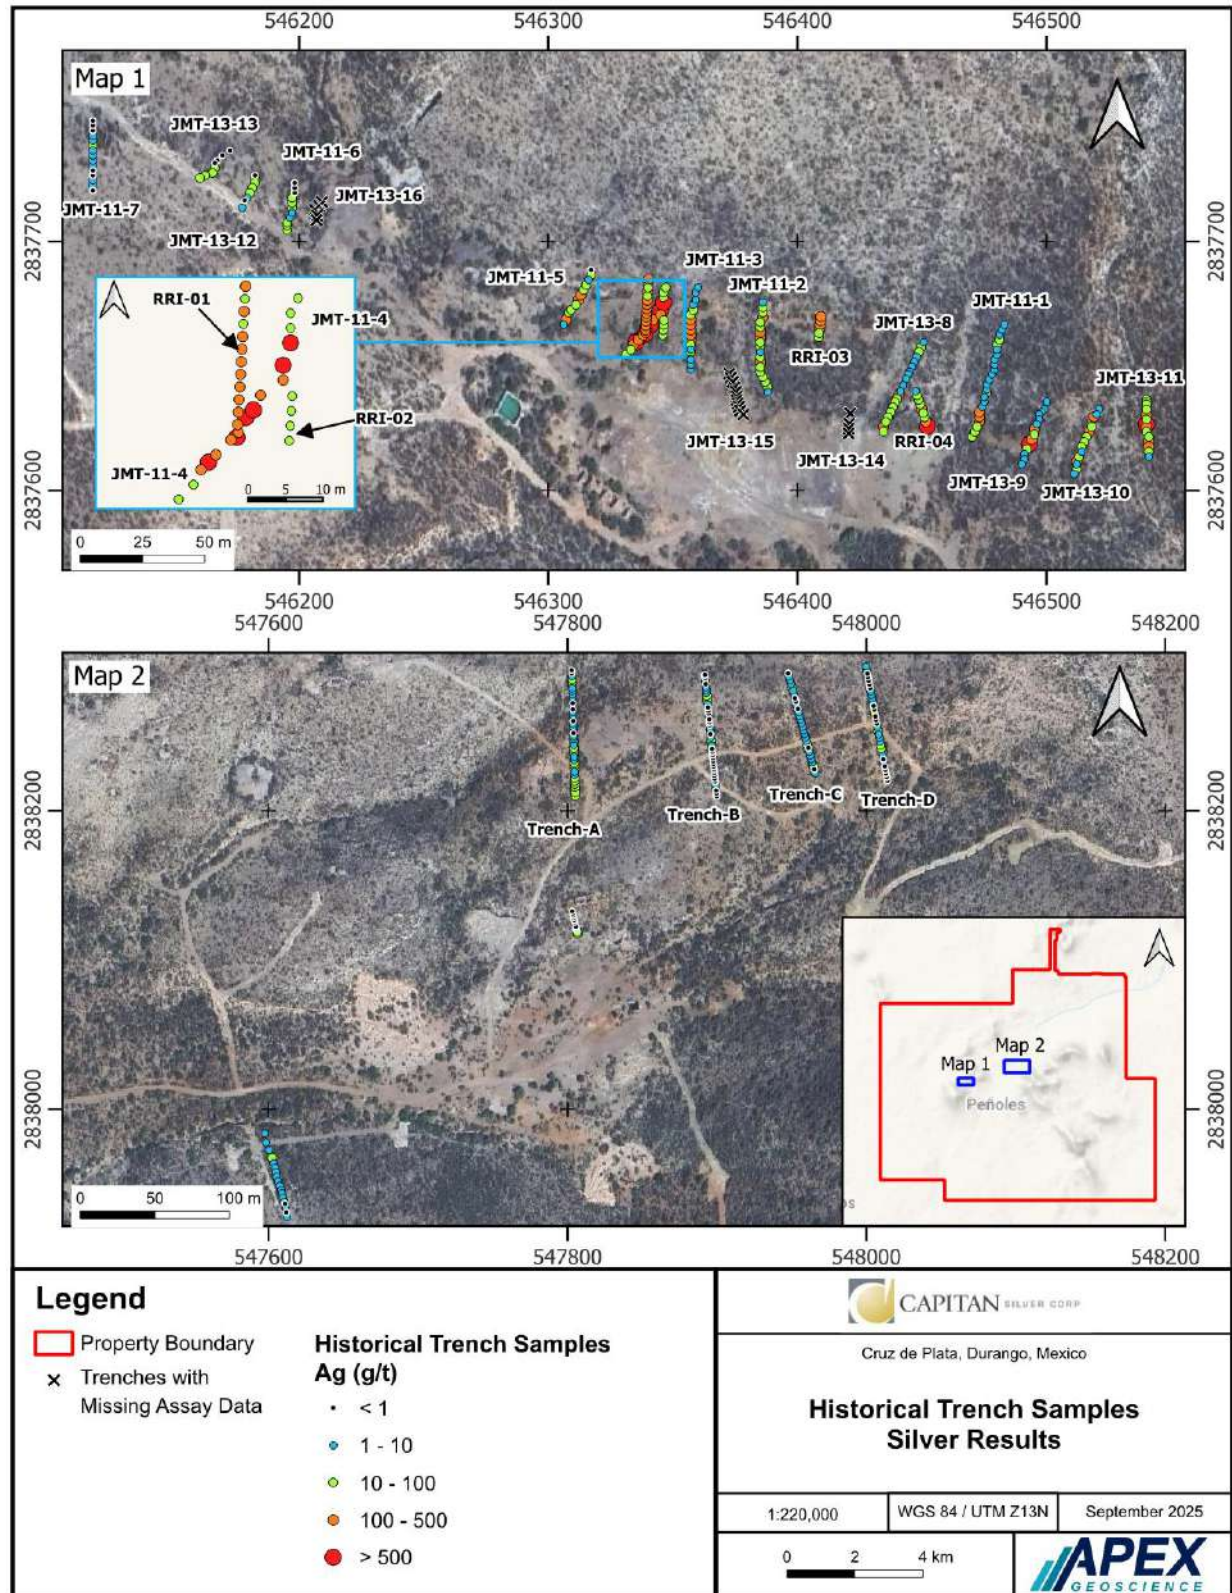 546200 546300 546400 546500
Map 1
JMT-13-13
JMT-11-6
JMT-13-16
JMT-11-7
JMT-13-12
2837700
2837700
JMT-11-5
JMT-11-3
JMT-11-2
JMT-11-1
JMT-13-8
RRI-01
JMT-11-4
RRI-03
JMT-13-11
RRI-02
JMT-13-15
RRI-04
JMT-13-14
JMT-13-9
JMT-11-4
JMT-13-10
0 5 10 m
2837600
2837600
0 25 50 m
546200 546300 546400 546500
547600 547800 548000 548200
Map 2
2838200
2838200
Trench-A
Trench-B
Trench-C
Trench-D
Map 2
Map 1
Peñoles
os
2838000
2838000
0 50 100 m
547600 547800 548000 548200
Legend
Property Boundary
Trenches with
Missing Assay Data
Historical Trench Samples
Ag (g/t)
< 1
1 - 10
10 - 100
100 - 500
> 500
CAPITAN SILVER CORP
Cruz de Plata, Durango, Mexico
Historical Trench Samples
Silver Results
1:220,000 WGS 84 / UTM Z13N September 2025
0 2 4 km
APEX
GEOSCIENCE